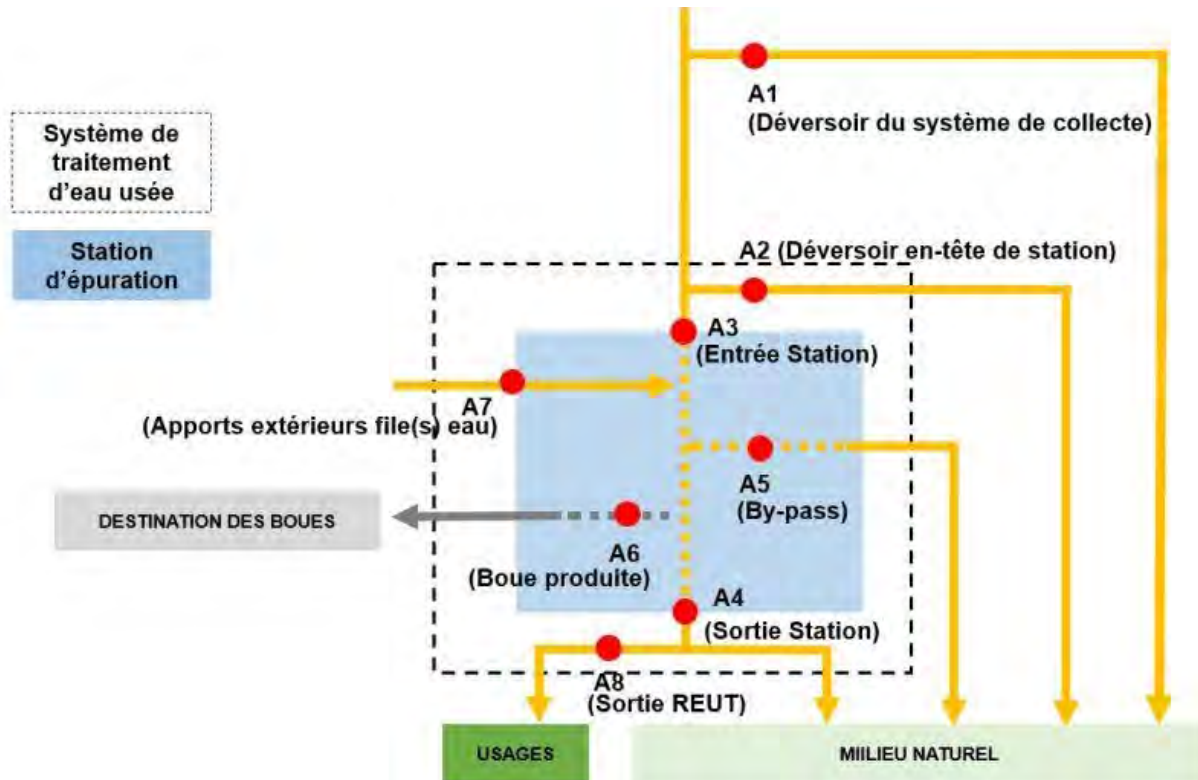 A1
(Déversoir du système de collecte)
Système de
traitement
d'eau usée
Station
d'épuration
A2 (Déversoir en-tête de station)
A3
(Entrée Station)
A7
(Apports extérieurs file(s) eau)
A5
(By-pass)
DESTINATION DES BOUES
A6
(Boue produite)
A4
(Sortie Station)
A8
(Sortie REUT)
USAGES
MIILIEU NATUREL